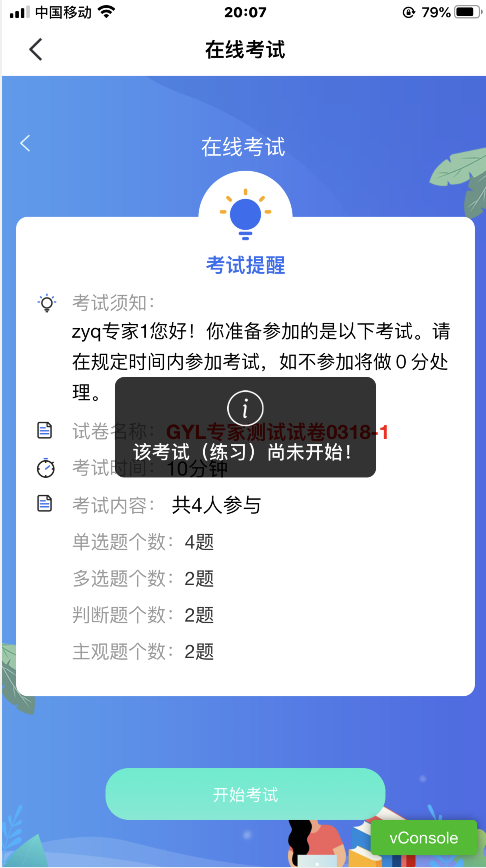 中国移动 20:07 79%
在线考试
在线考试
考试提醒
考试须知:
zyq专家1您好！你准备参加的是以下考试。请
在规定时间内参加考试，如不参加将做０分处
理。
试卷名称: GYL专家测试试卷0318-1
该考试（练习）尚未开始！
考试时间: 10分钟
考试内容: 共4人参与
单选题个数: 4题
多选题个数: 2题
判断题个数: 2题
主观题个数: 2题
开始考试
vConsole